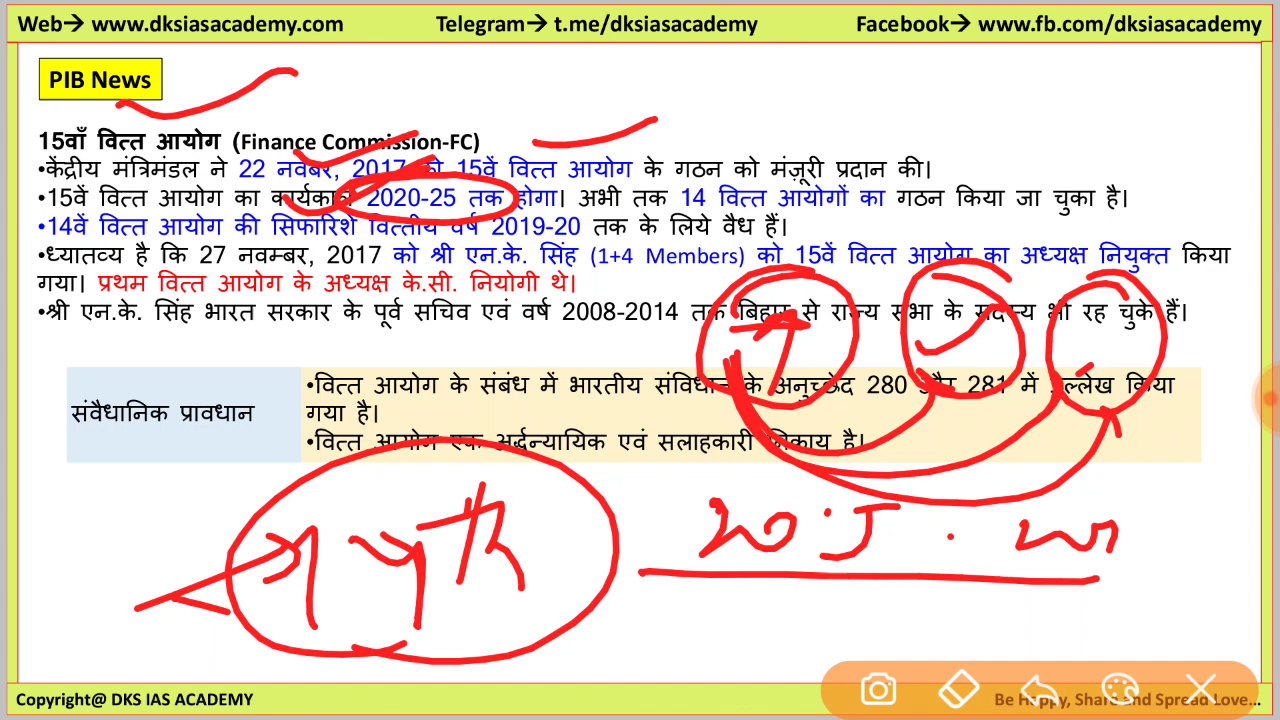 Web→ www.dksiasacademy.com Telegram→ t.me/dksiasacademy Facebook→ www.fb.com/dksiasacademy
PIB News
15वाँ वित्त आयोग (Finance Commission-FC)
•केंद्रीय मंत्रिमंडल ने 22 नवंबर, 2017 को 15वें वित्त आयोग के गठन को मंज़ूरी प्रदान की।
•15वें वित्त आयोग का कार्यकाल 2020-25 तक होगा। अभी तक 14 वित्त आयोगों का गठन किया जा चुका है।
•14वें वित्त आयोग की सिफारिशें वित्तीय वर्ष 2019-20 तक के लिये वैध हैं।
•ध्यातव्य है कि 27 नवम्बर, 2017 को श्री एन.के. सिंह (1+4 Members) को 15वें वित्त आयोग का अध्यक्ष नियुक्त किया
गया। प्रथम वित्त आयोग के अध्यक्ष के.सी. नियोगी थे।
•श्री एन.के. सिंह भारत सरकार के पूर्व सचिव एवं वर्ष 2008-2014 तक बिहार से राज्य सभा के सदस्य भी रह चुके हैं।
संवैधानिक प्रावधान
•वित्त आयोग के संबंध में भारतीय संविधान के अनुच्छेद 280 और 281 में उल्लेख किया
गया है।
•वित्त आयोग एक अर्द्धन्यायिक एवं सलाहकारी निकाय है।
Copyright@ DKS IAS ACADEMY Be Happy, Share and Spread Love...